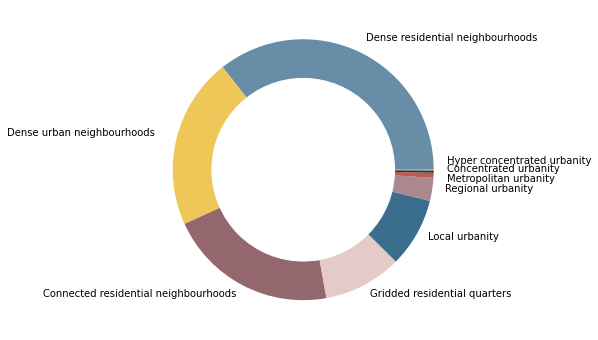 Dense residential neighbourhoods
Dense urban neighbourhoods
Hyper concentrated urbanity
Concentrated urbanity
Metropolitan urbanity
Regional urbanity
Local urbanity
Connected residential neighbourhoods
Gridded residential quarters